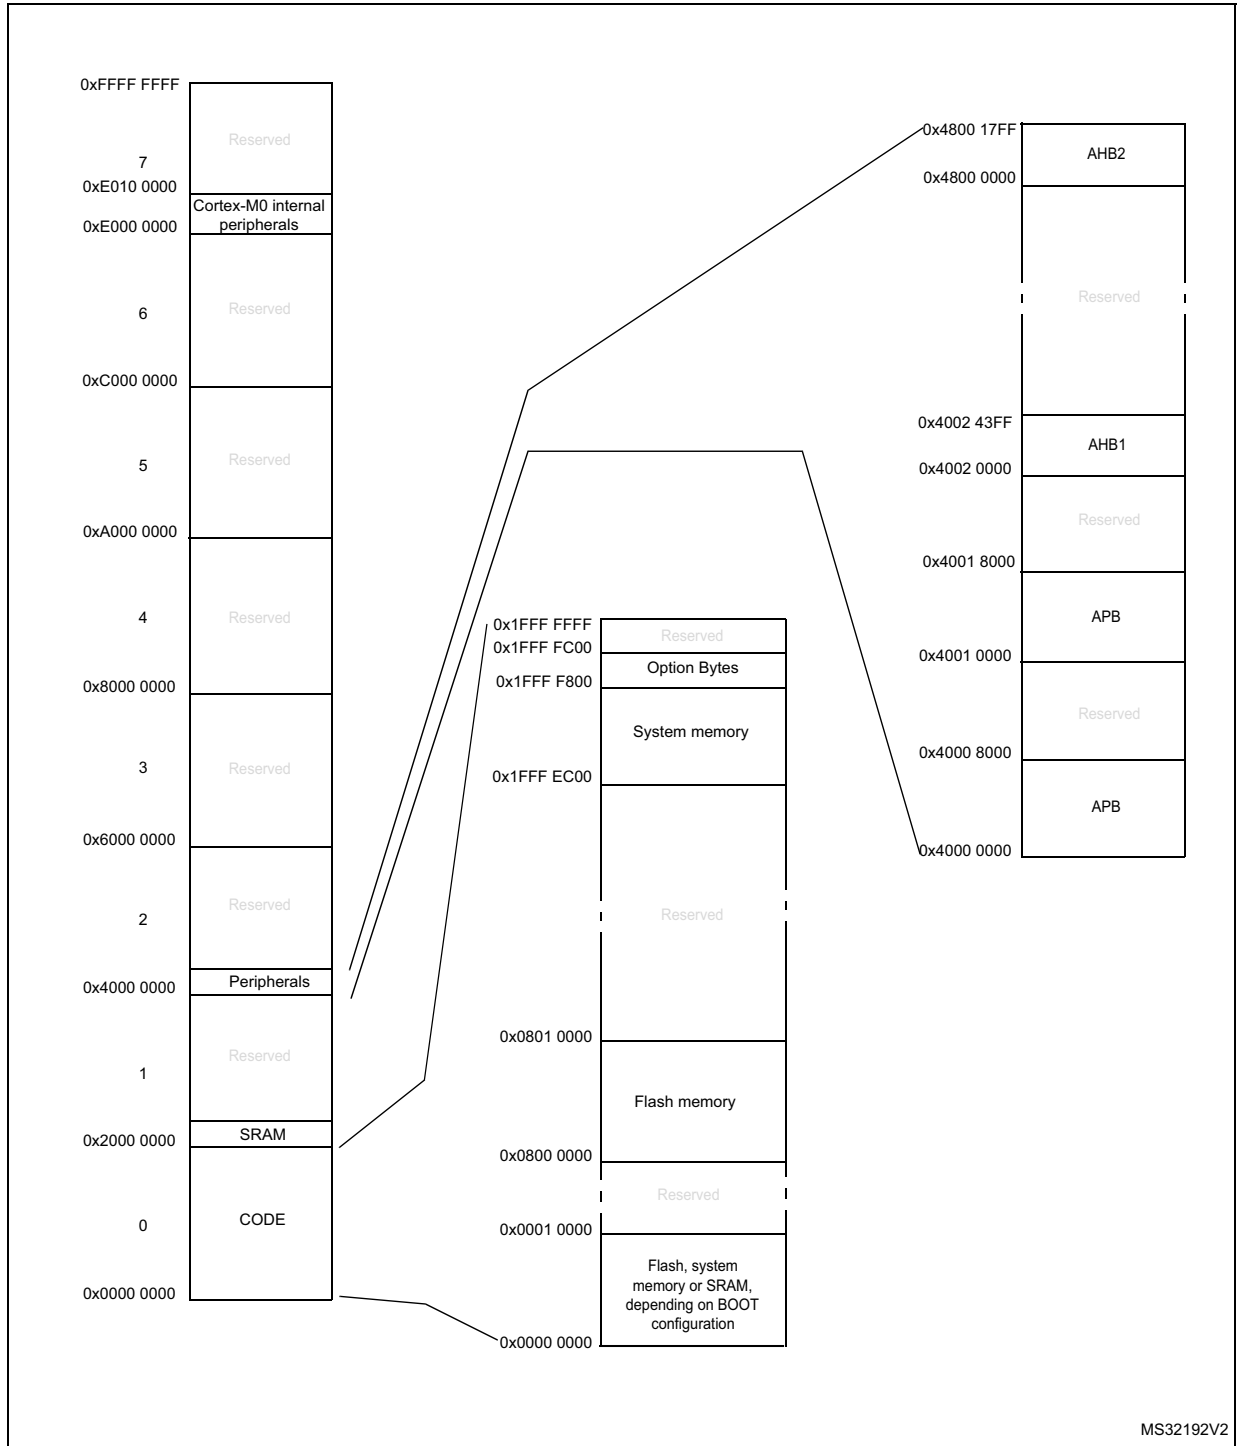 0xFFFF FFFF
Reserved
7
0xE010 0000
Cortex-M0 internal
peripherals
0xE000 0000
6
Reserved
0xC000 0000
5
Reserved
0xA000 0000
4
Reserved
0x8000 0000
3
Reserved
0x6000 0000
Reserved
2
Peripherals
0x4000 0000
Reserved
1
SRAM
0x2000 0000
0
CODE
0x0000 0000
0x1FFF FFFF
Reserved
0x1FFF FC00
Option Bytes
0x1FFF F800
System memory
0x1FFF EC00
Reserved
0x0801 0000
Flash memory
0x0800 0000
Reserved
0x0001 0000
Flash, system
memory or SRAM,
depending on BOOT
configuration
0x0000 0000
0x4800 17FF
AHB2
0x4800 0000
Reserved
0x4002 43FF
AHB1
0x4002 0000
Reserved
0x4001 8000
APB
0x4001 0000
Reserved
0x4000 8000
APB
0x4000 0000
MS32192V2